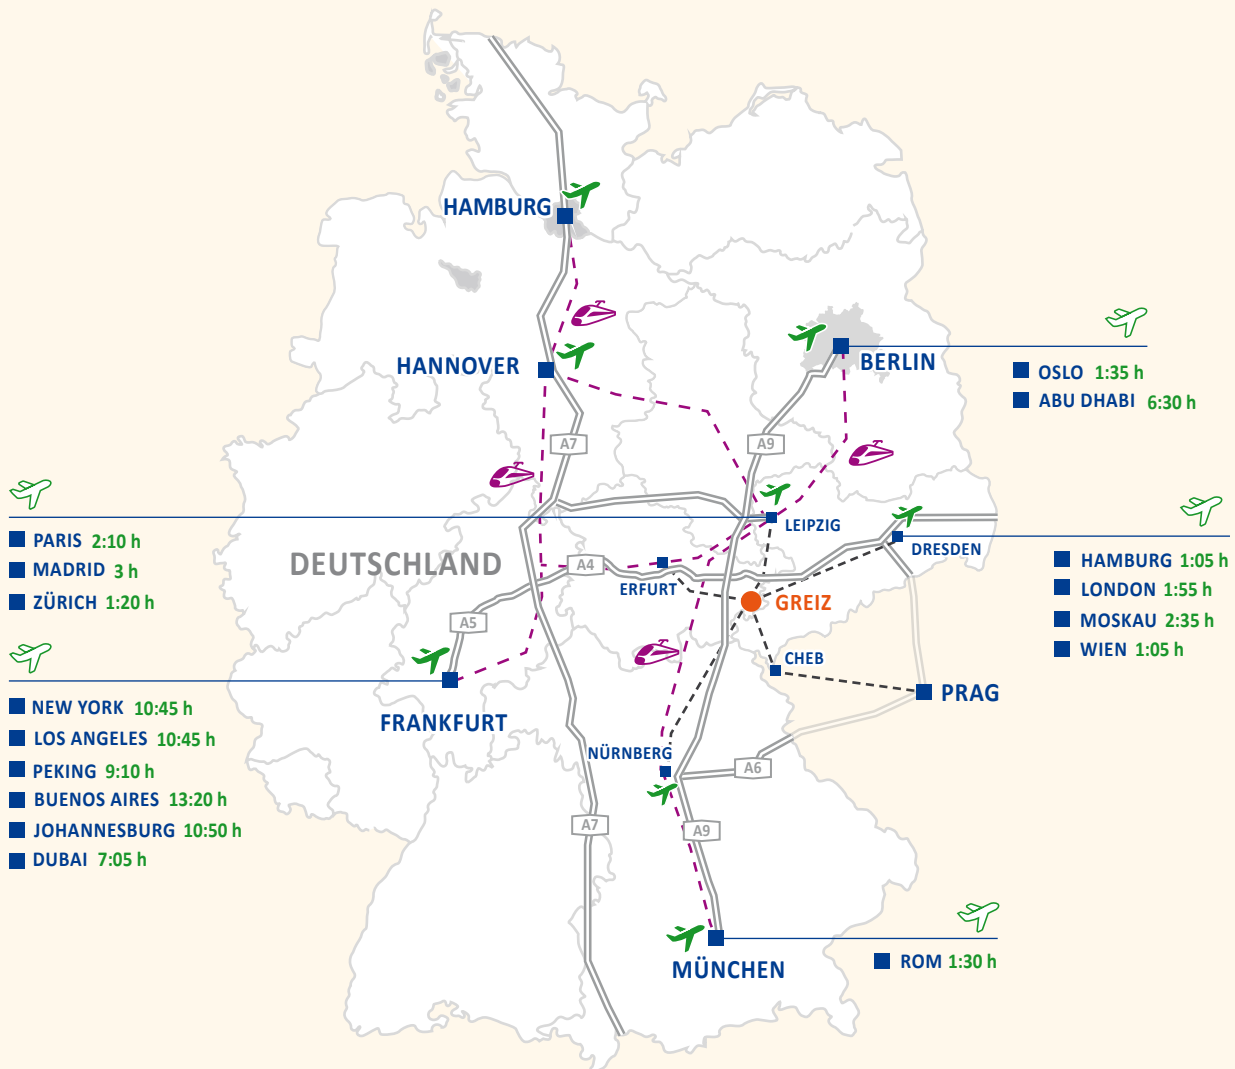 HAMBURG
HANNOVER
BERLIN
OSLO 1:35 h
ABU DHABI 6:30 h
A7
A9
LEIPZIG
DRESDEN
PARIS 2:10 h
MADRID 3 h
ZÜRICH 1:20 h
DEUTSCHLAND
A4
ERFURT
GREIZ
HAMBURG 1:05 h
LONDON 1:55 h
MOSKAU 2:35 h
WIEN 1:05 h
A5
CHEB
PRAG
FRANKFURT
NEW YORK 10:45 h
LOS ANGELES 10:45 h
PEKING 9:10 h
BUENOS AIRES 13:20 h
JOHANNESBURG 10:50 h
DUBAI 7:05 h
NÜRNBERG
A6
A7
A9
MÜNCHEN
ROM 1:30 h